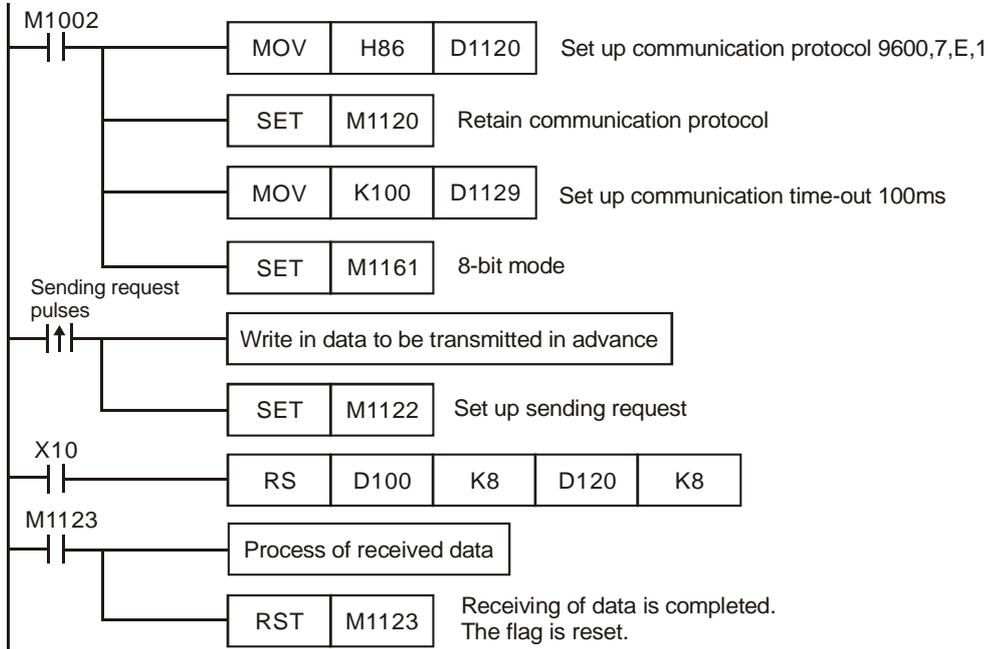 M1002
MOV H86 D1120 Set up communication protocol 9600,7,E,1
SET M1120 Retain communication protocol
MOV K100 D1129 Set up communication time-out 100ms
SET M1161 8-bit mode
Sending request
pulses
Write in data to be transmitted in advance
SET M1122 Set up sending request
X10
RS D100 K8 D120 K8
M1123
Process of received data
RST M1123 Receiving of data is completed.
The flag is reset.